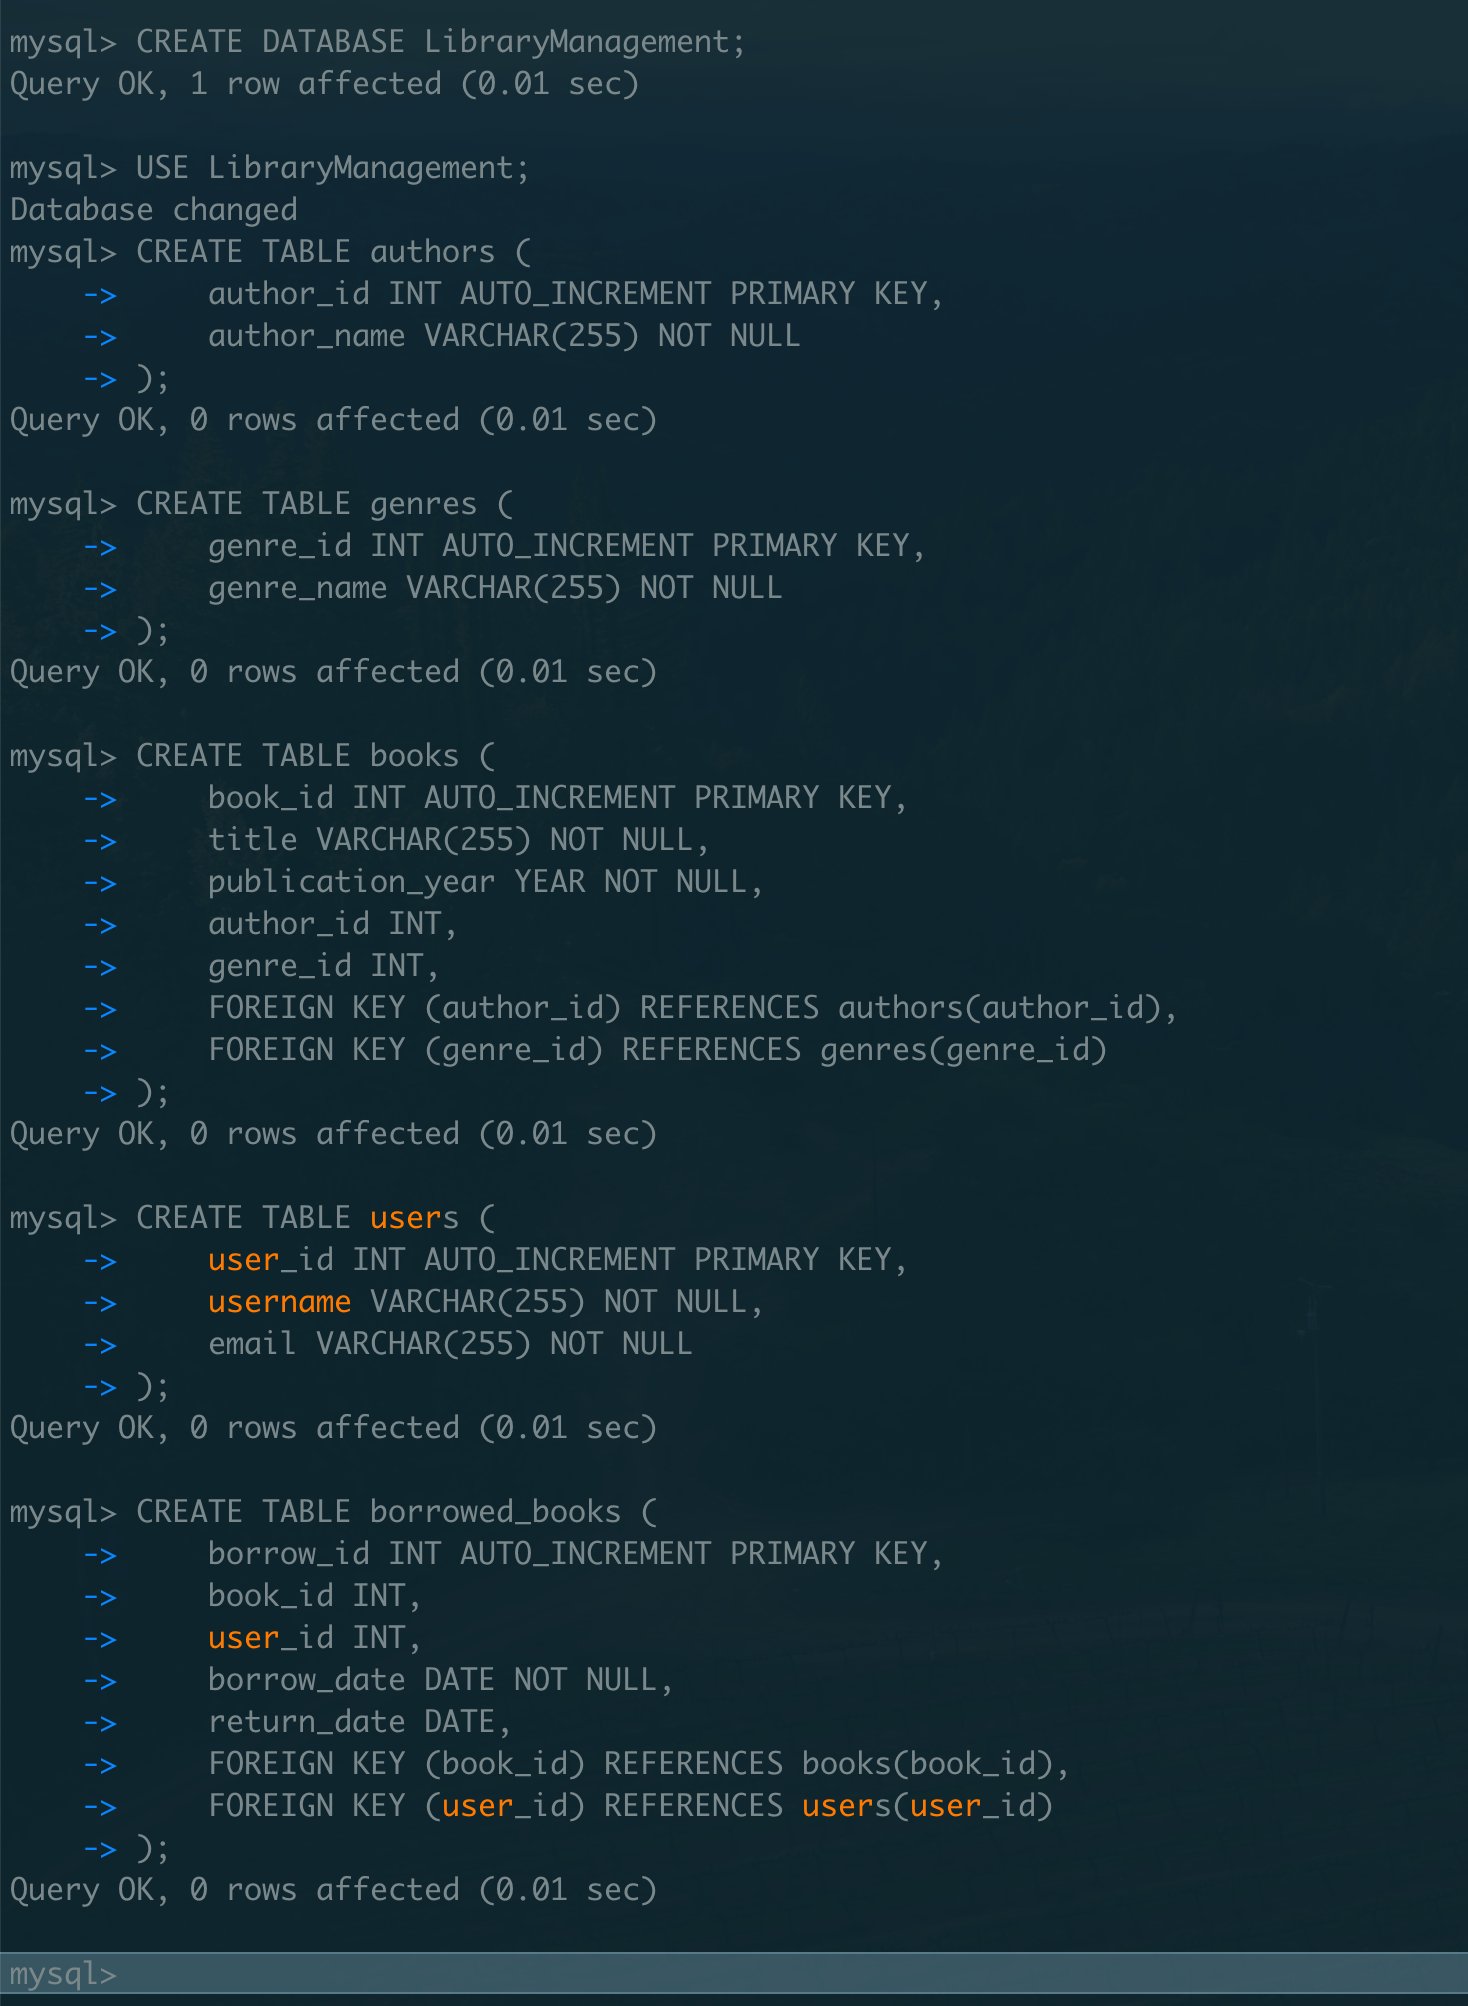 mysql> CREATE DATABASE LibraryManagement;
Query OK, 1 row affected (0.01 sec)

mysql> USE LibraryManagement;
Database changed
mysql> CREATE TABLE authors (
    ->     author_id INT AUTO_INCREMENT PRIMARY KEY,
    ->     author_name VARCHAR(255) NOT NULL
    -> );
Query OK, 0 rows affected (0.01 sec)

mysql> CREATE TABLE genres (
    ->     genre_id INT AUTO_INCREMENT PRIMARY KEY,
    ->     genre_name VARCHAR(255) NOT NULL
    -> );
Query OK, 0 rows affected (0.01 sec)

mysql> CREATE TABLE books (
    ->     book_id INT AUTO_INCREMENT PRIMARY KEY,
    ->     title VARCHAR(255) NOT NULL,
    ->     publication_year YEAR NOT NULL,
    ->     author_id INT,
    ->     genre_id INT,
    ->     FOREIGN KEY (author_id) REFERENCES authors(author_id),
    ->     FOREIGN KEY (genre_id) REFERENCES genres(genre_id)
    -> );
Query OK, 0 rows affected (0.01 sec)

mysql> CREATE TABLE users (
    ->     user_id INT AUTO_INCREMENT PRIMARY KEY,
    ->     username VARCHAR(255) NOT NULL,
    ->     email VARCHAR(255) NOT NULL
    -> );
Query OK, 0 rows affected (0.01 sec)

mysql> CREATE TABLE borrowed_books (
    ->     borrow_id INT AUTO_INCREMENT PRIMARY KEY,
    ->     book_id INT,
    ->     user_id INT,
    ->     borrow_date DATE NOT NULL,
    ->     return_date DATE,
    ->     FOREIGN KEY (book_id) REFERENCES books(book_id),
    ->     FOREIGN KEY (user_id) REFERENCES users(user_id)
    -> );
Query OK, 0 rows affected (0.01 sec)

mysql>